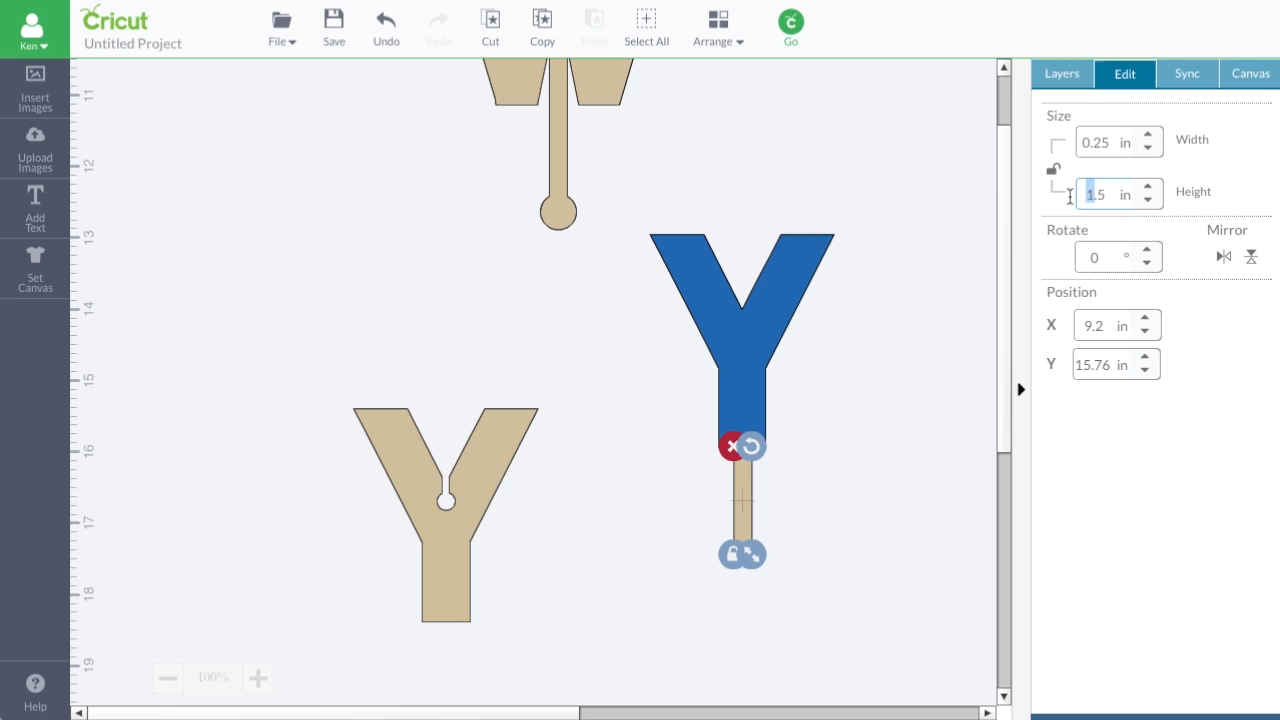 Ken
Cricut
Untitled Project
File
Save
Undo
Redo
Cut
Copy
Paste
Select All
Arrange
Go
Insert
Images
Upload
Images
Add
Text
Set
Canvas
Help
11
12
13
14
15
16
17
18
19
Y
Y
100%
Layers
Edit
Sync
Canvas
Size
0.25 in
Width
1.5 in
Height
Rotate
Mirror
0 °
Position
X 9.2 in
Y 15.76 in